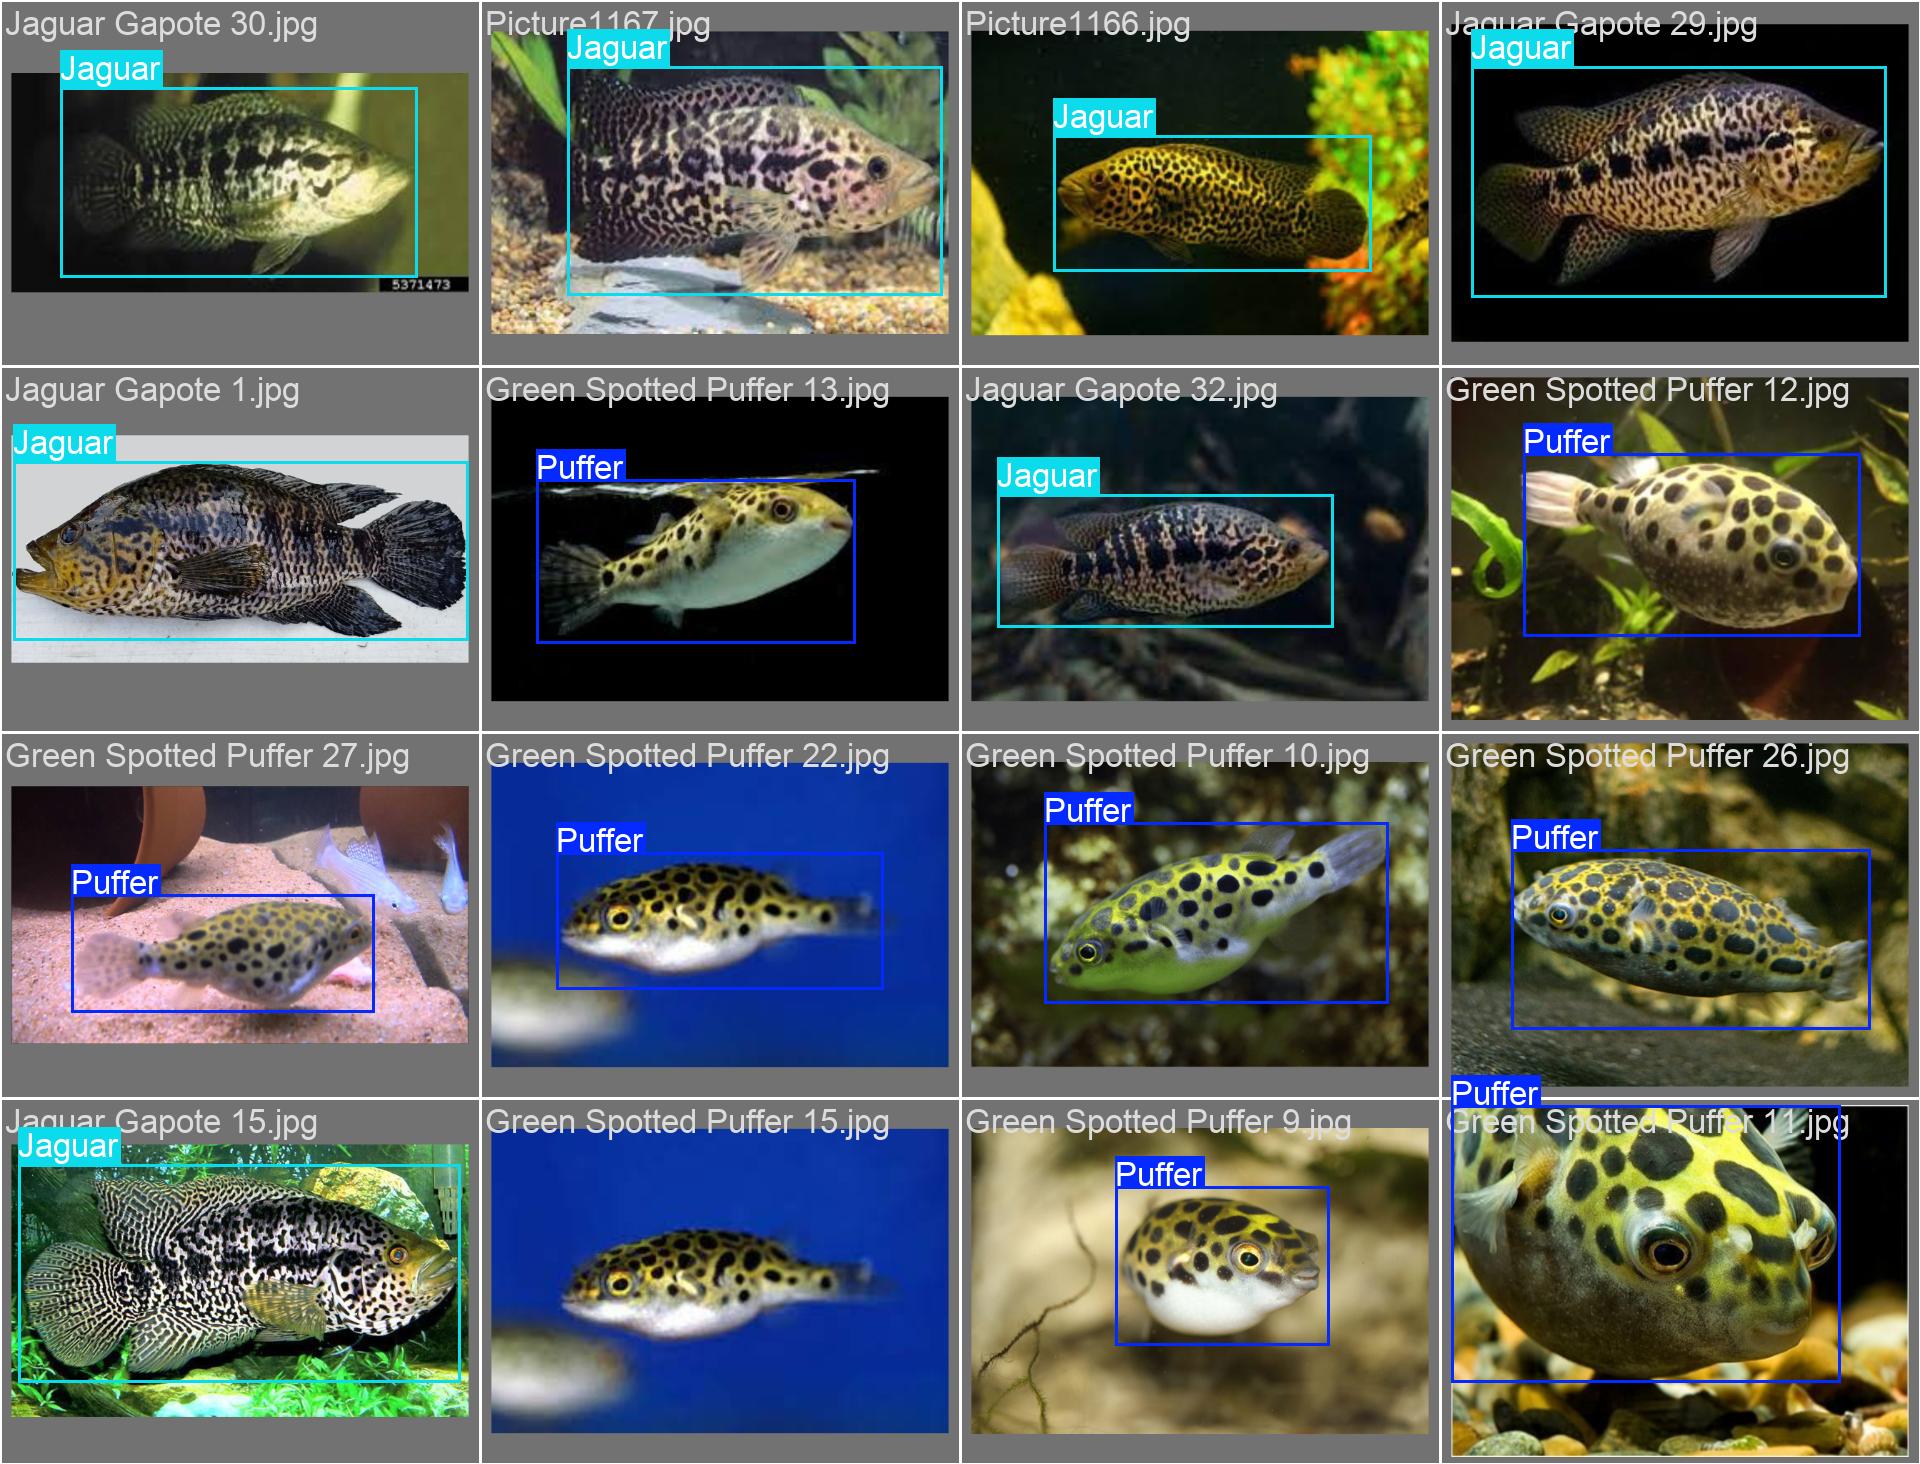 Jaguar Gapote 30.jpg
Jaguar
5371473
Picture1167.jpg
Jaguar
Picture1166.jpg
Jaguar
Jaguar Gapote 29.jpg
Jaguar
Jaguar Gapote 1.jpg
Jaguar
Green Spotted Puffer 13.jpg
Puffer
Jaguar Gapote 32.jpg
Jaguar
Green Spotted Puffer 12.jpg
Puffer
Green Spotted Puffer 27.jpg
Puffer
Green Spotted Puffer 22.jpg
Puffer
Green Spotted Puffer 10.jpg
Puffer
Green Spotted Puffer 26.jpg
Puffer
Jaguar Gapote 15.jpg
Jaguar
Green Spotted Puffer 15.jpg
Green Spotted Puffer 9.jpg
Puffer
Puffer
Green Spotted Puffer 11.jpg